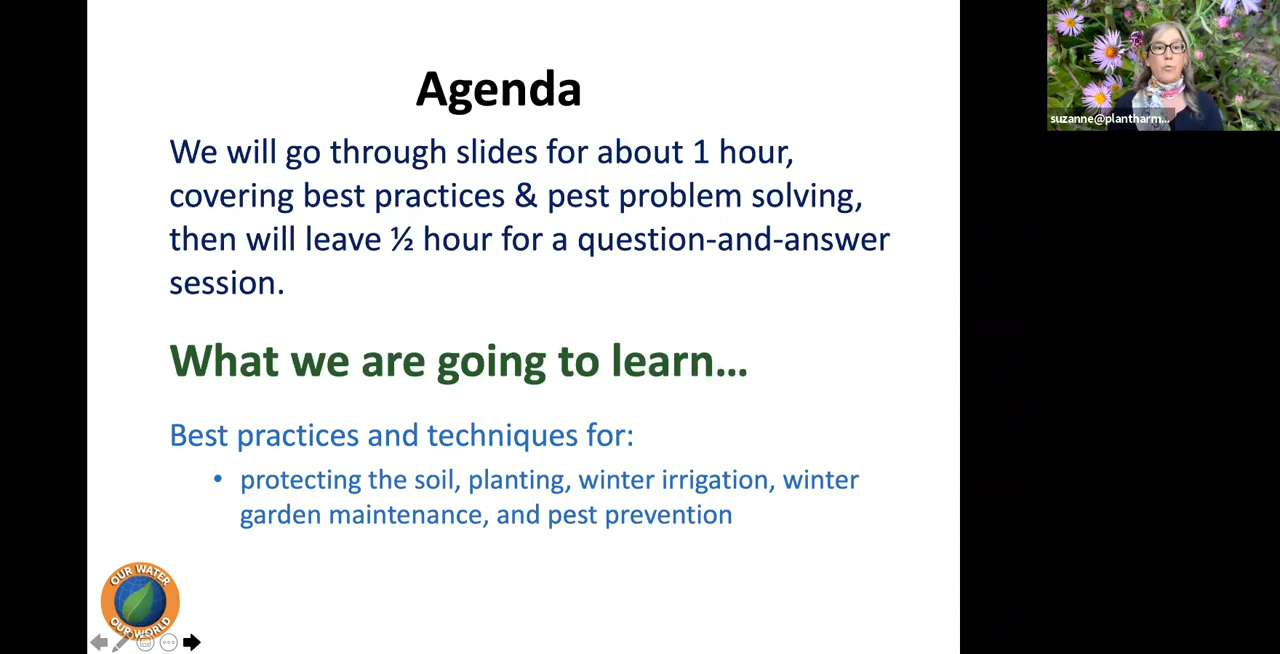 Agenda
We will go through slides for about 1 hour,
covering best practices & pest problem solving,
then will leave ½ hour for a question-and-answer
session.
What we are going to learn...
Best practices and techniques for:
• protecting the soil, planting, winter irrigation, winter
garden maintenance, and pest prevention
OUR WATER
OUR WORLD
suzanne@plantharm...